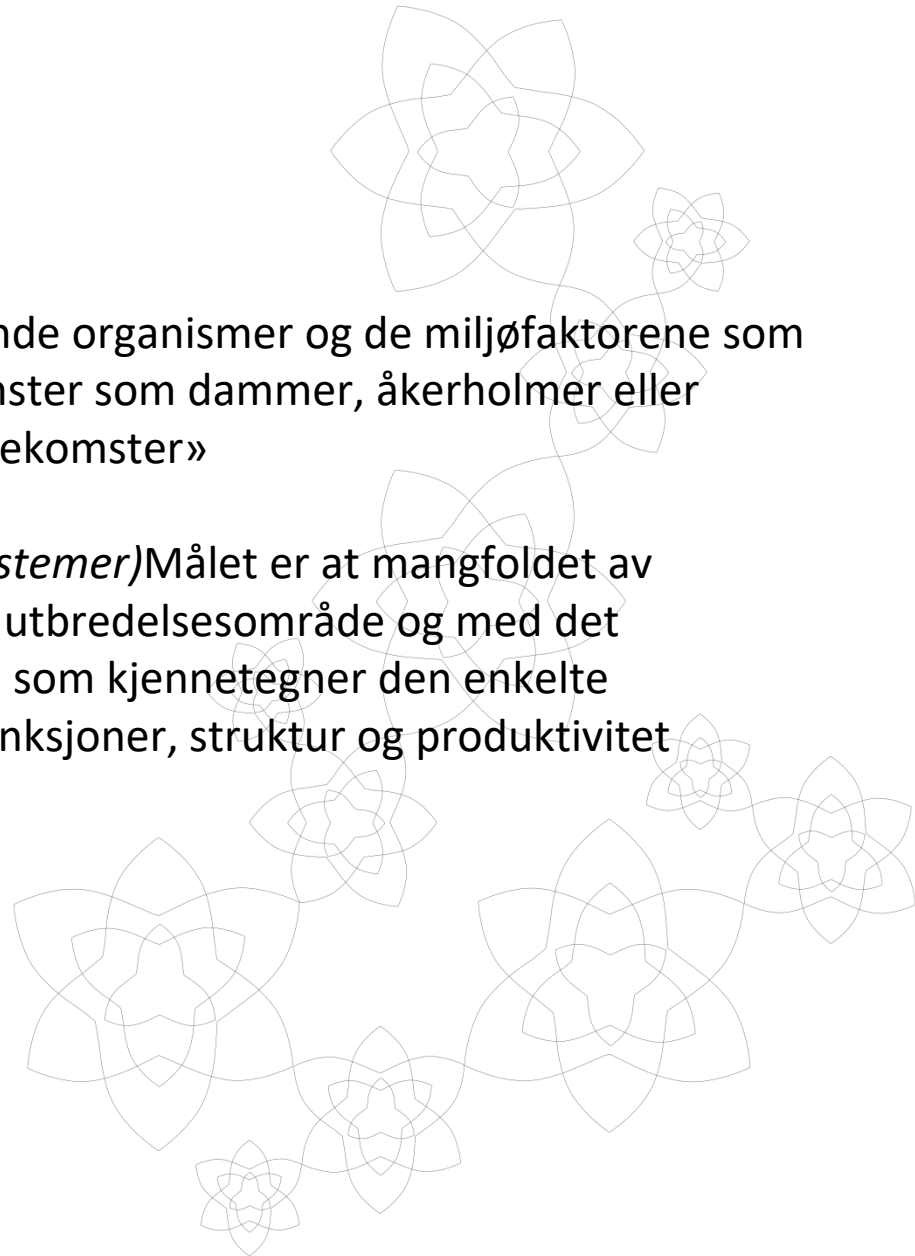 nde organismer og de miljøfaktorene som
nster som dammer, åkerholmer eller
ekomster»
stemer)Målet er at mangfoldet av
utbredelsesområde og med det
som kjennetegner den enkelte
nksjoner, struktur og produktivitet